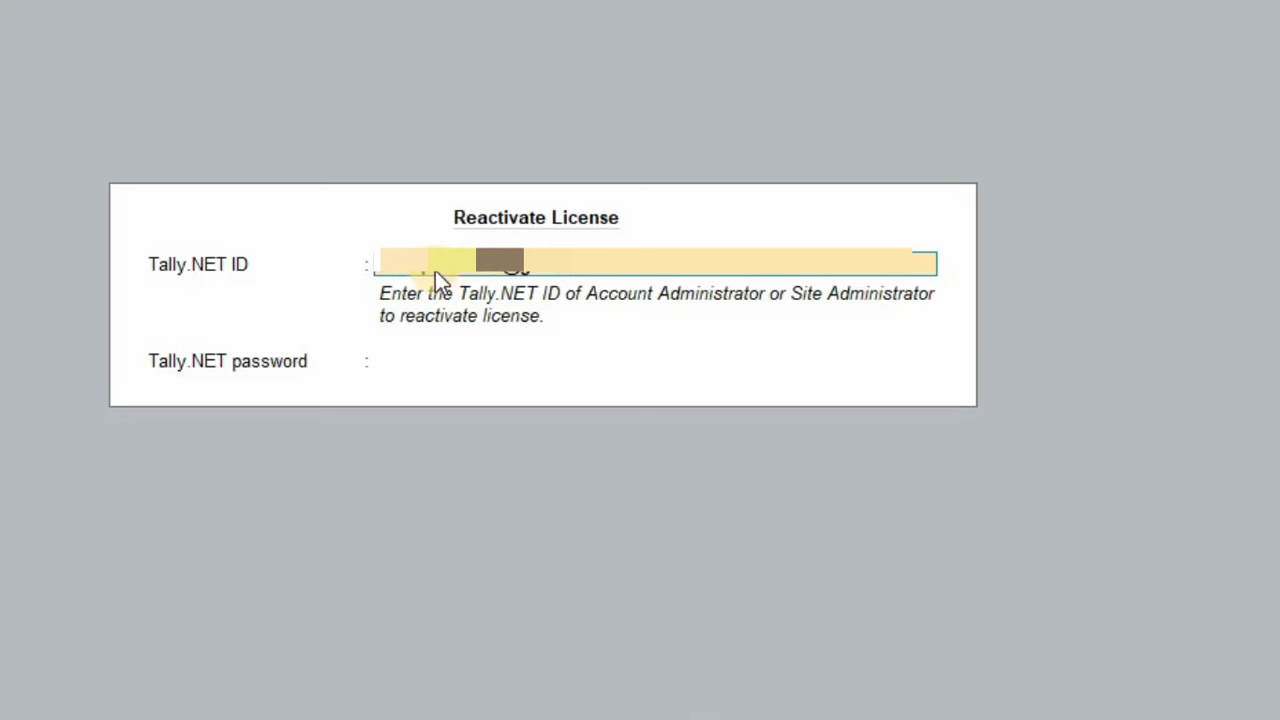 Reactivate License
Tally.NET ID :
Enter the Tally.NET ID of Account Administrator or Site Administrator
to reactivate license.
Tally.NET password :